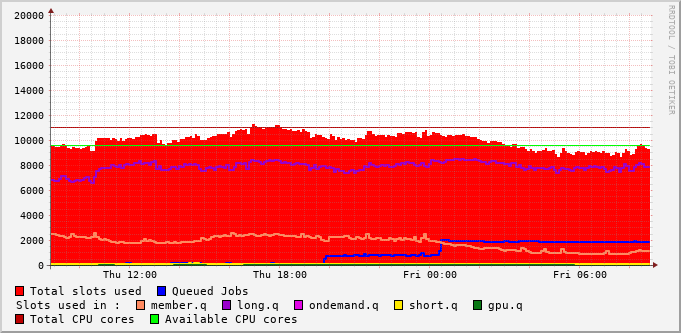 20000
18000
16000
14000
12000
10000
8000
6000
4000
2000
0
Thu 12:00 Thu 18:00 Fri 00:00 Fri 06:00
RRDTOOL / TOBI OETIKER
Total slots used Queued Jobs
Slots used in : member.q long.q ondemand.q short.q gpu.q
Total CPU cores Available CPU cores